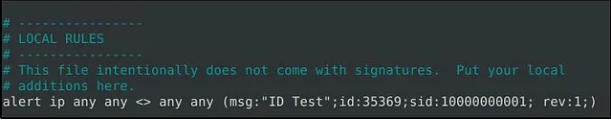 # ----------------
# LOCAL RULES
# ----------------
# This file intentionally does not come with signatures.  Put your local
# additions here.
alert ip any any <> any any (msg:"ID Test";id:35369;sid:10000000001; rev:1;)